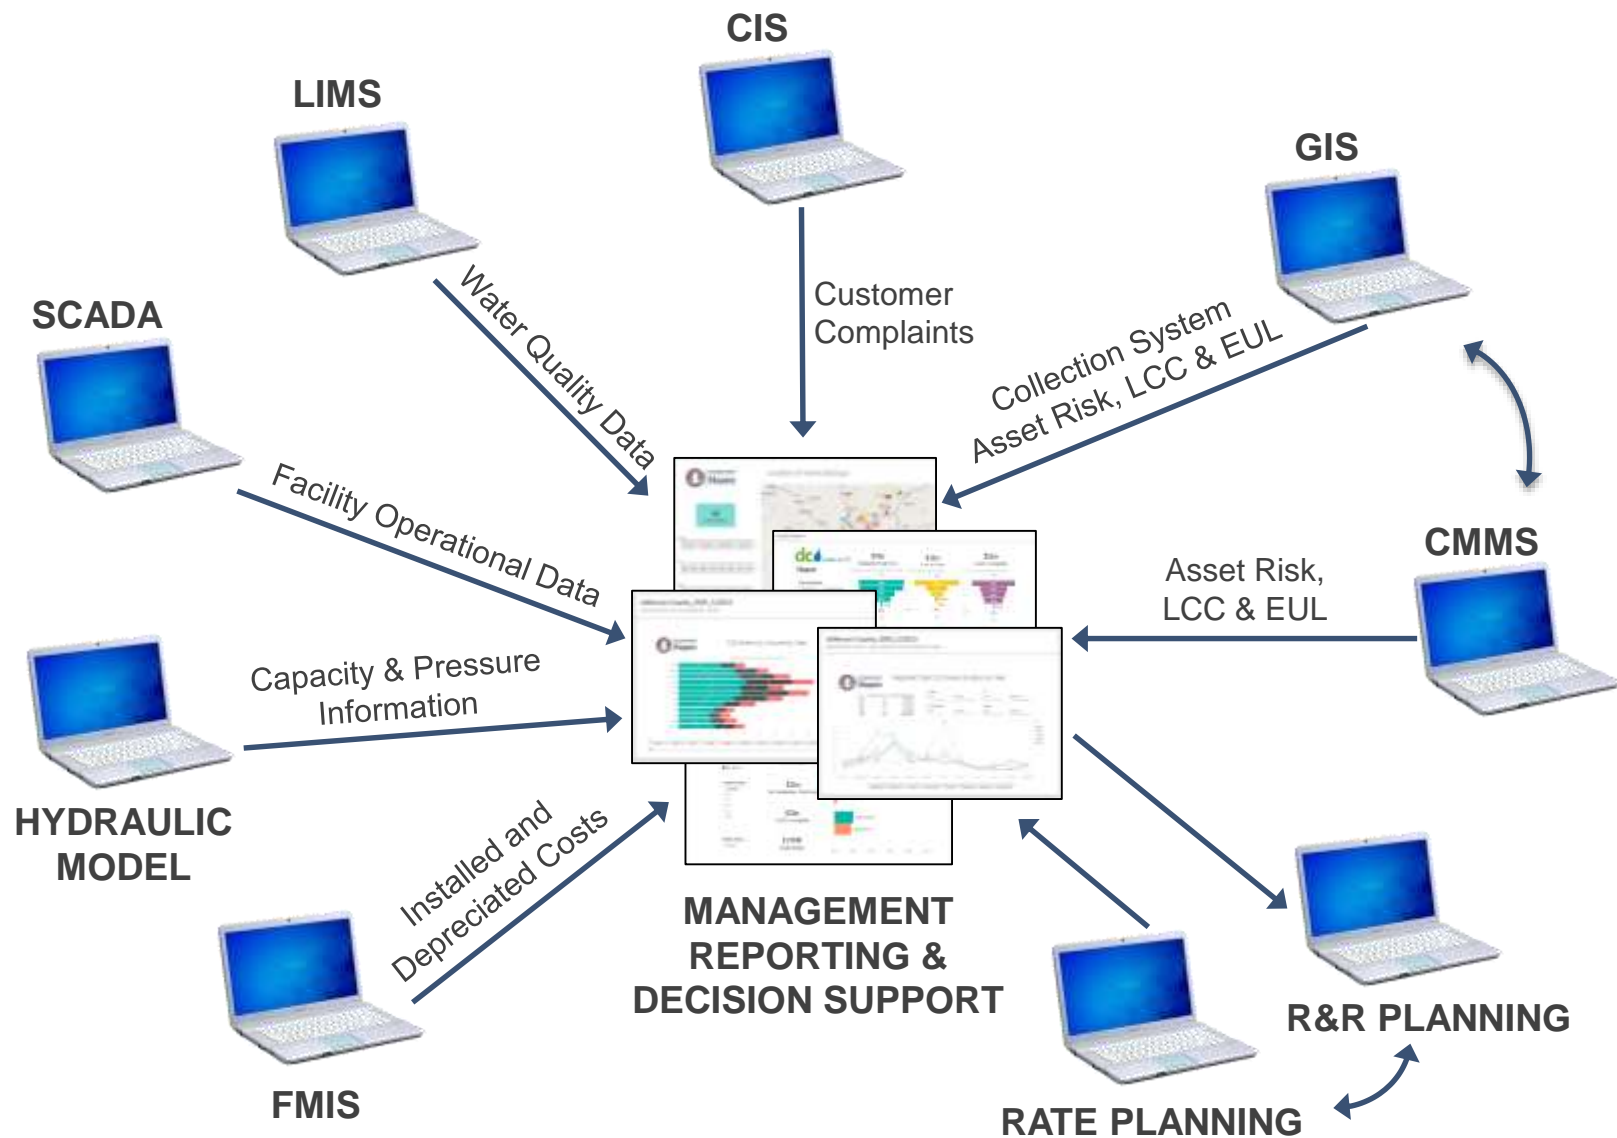 CIS
LIMS
GIS
SCADA
Water Quality Data
Customer
Complaints
Collection System
Asset Risk, LCC & EUL
Facility Operational Data
CMMS
Asset Risk,
LCC & EUL
dc
Capacity & Pressure
Information
HYDRAULIC
MODEL
Installed and
Depreciated Costs
MANAGEMENT
REPORTING &
DECISION SUPPORT
R&R PLANNING
FMIS
RATE PLANNING